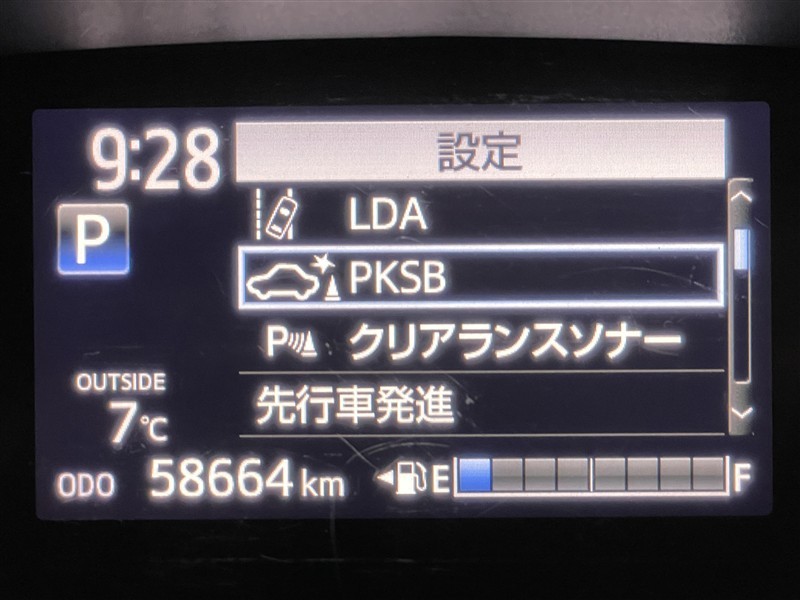 9:28
設定
P
LDA
PKSB
P クリアランスソナー
先行車発進
OUTSIDE
7℃
ODO 58664 km
E F